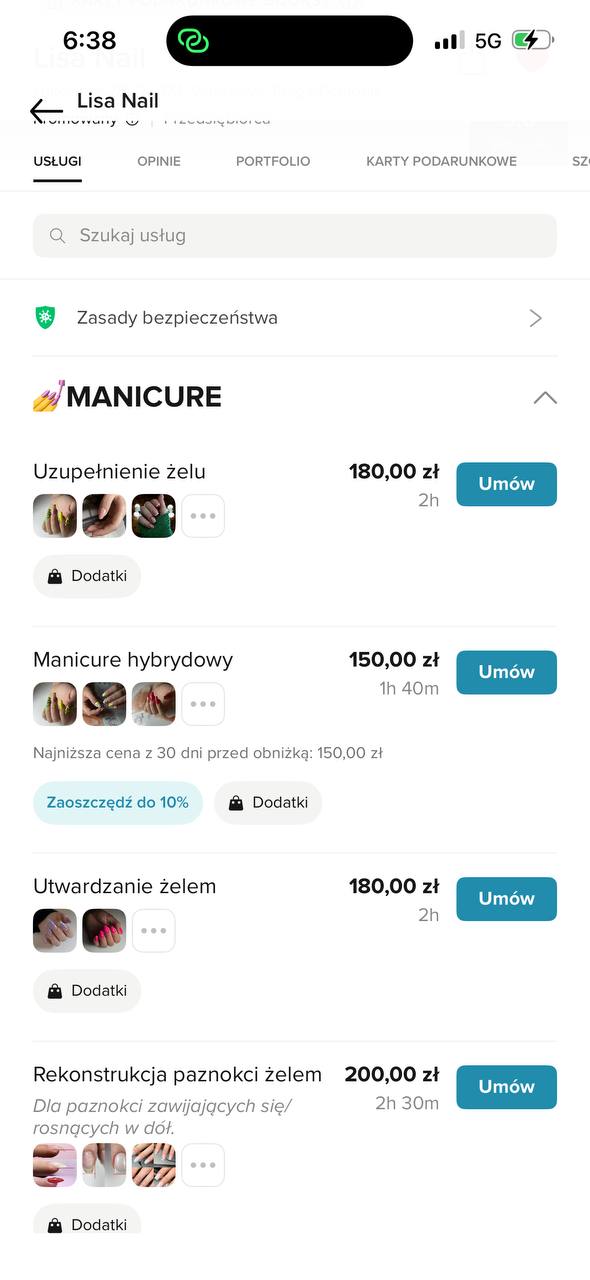 6:38
5G
Lisa Nail
USŁUGI
OPINIE
PORTFOLIO
KARTY PODARUNKOWE
SZ
Szukaj usług
Zasady bezpieczeństwa
💅MANICURE
Uzupełnienie żelu
180,00 zł
Umów
2h
Dodatki
Manicure hybrydowy
150,00 zł
Umów
1h 40m
Najniższa cena z 30 dni przed obniżką: 150,00 zł
Zaoszczędź do 10%
Dodatki
Utwardzanie żelem
180,00 zł
Umów
2h
Dodatki
Rekonstrukcja paznokci żelem
200,00 zł
Umów
2h 30m
Dla paznokci zawijających się/
rosnących w dół.
Dodatki